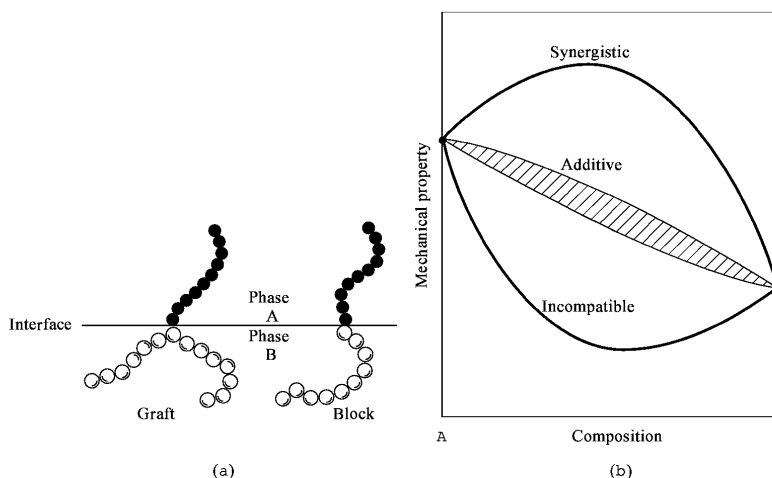 Interface
Phase
A
Phase
B
Graft
Block
(a)
Synergistic
Additive
Incompatible
Mechanical property
A
Composition
(b)